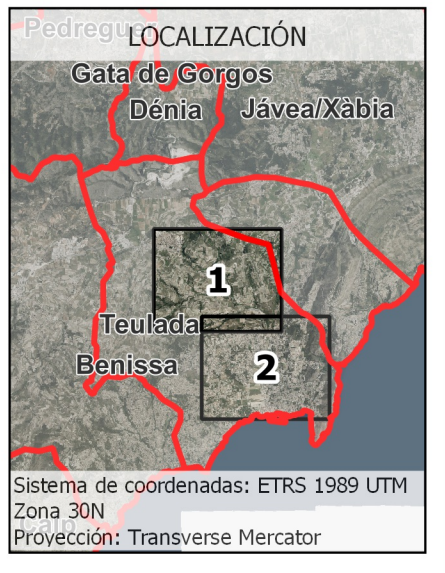 LOCALIZACIÓN
Pedregue
Gata de Gorgos
Dénia
Jávea/Xàbia
1
Teulada
2
Benissa
Sistema de coordenadas: ETRS 1989 UTM
Zona 30N
Calp
Proyección: Transverse Mercator